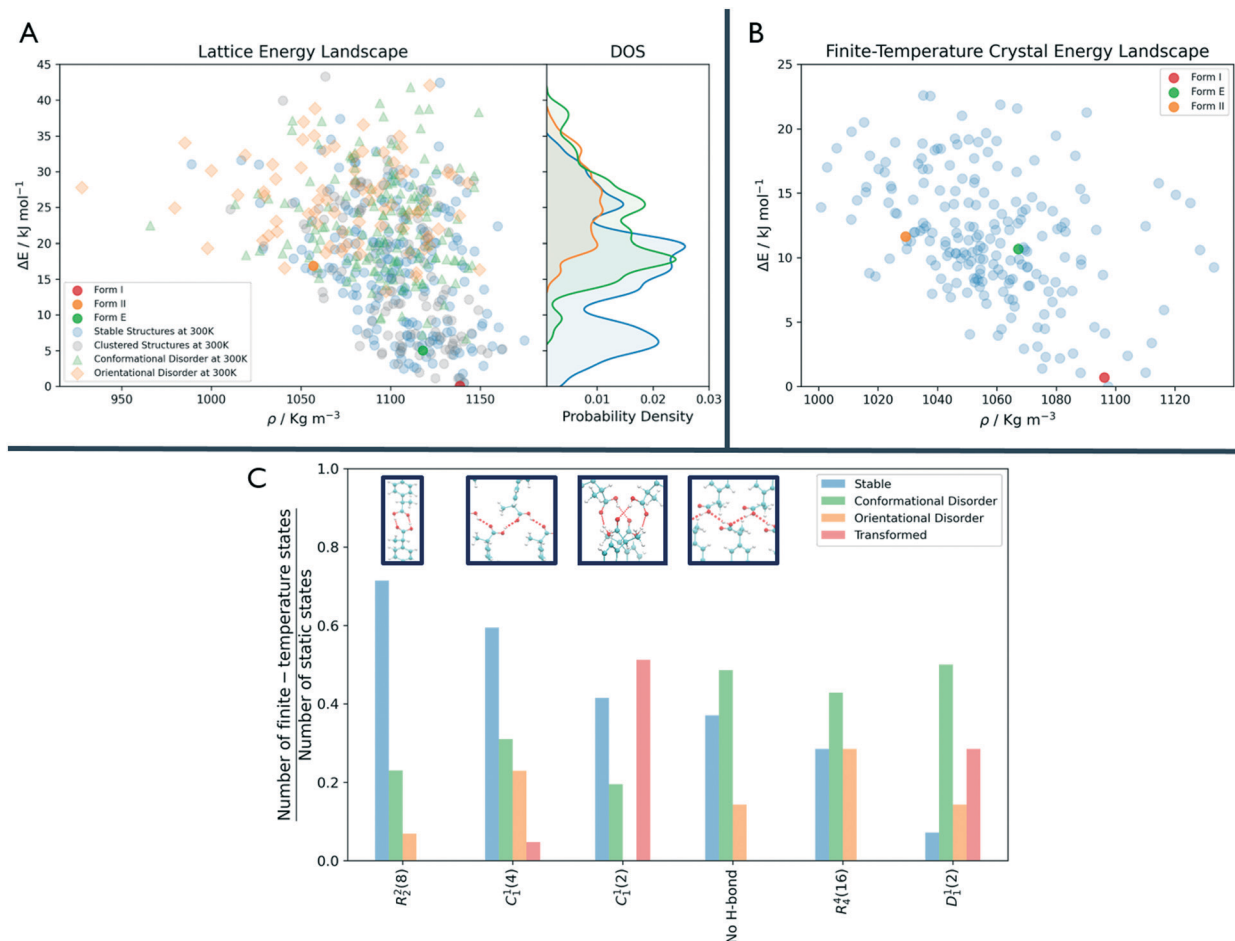 A
Lattice Energy Landscape
DOS
ΔE / kJ mol⁻¹
45
40
35
30
25
20
15
10
5
0
Form I
Form II
Form E
Stable Structures at 300K
Clustered Structures at 300K
Conformational Disorder at 300K
Orientational Disorder at 300K
950
1000
1050
1100
1150
ρ / Kg m⁻³
0.01
0.02
0.03
Probability Density
B
Finite-Temperature Crystal Energy Landscape
ΔE / kJ mol⁻¹
25
20
15
10
5
0
Form I
Form E
Form II
1000
1020
1040
1060
1080
1100
1120
ρ / Kg m⁻³
C
Number of finite − temperature states
Number of static states
1.0
0.8
0.6
0.4
0.2
0.0
Stable
Conformational Disorder
Orientational Disorder
Transformed
R₂²(8)
C₁¹(4)
C₁¹(2)
No H-bond
R₄⁴(16)
D₁¹(2)